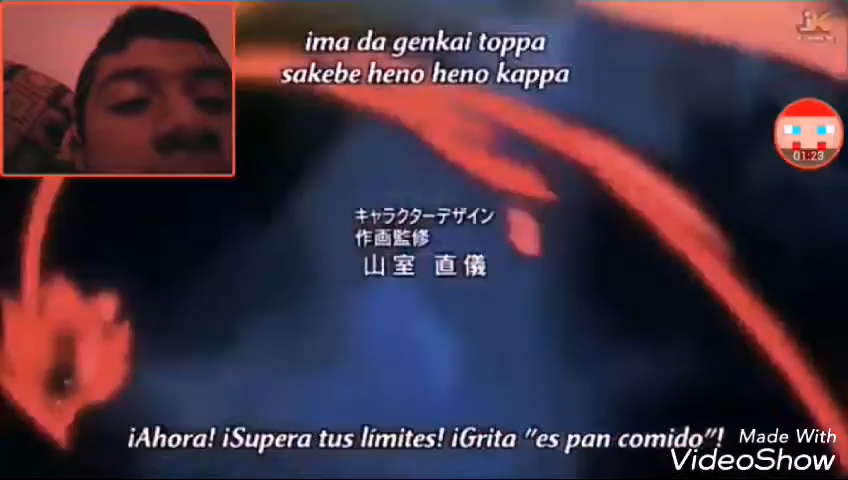 ima da genkai toppa
sakebe heno heno kappa
01:23
キャラクターデザイン
作画監修
山室 直儀
¡Ahora! ¡Supera tus límites! ¡Grita "es pan comido"!
Made With
VideoShow